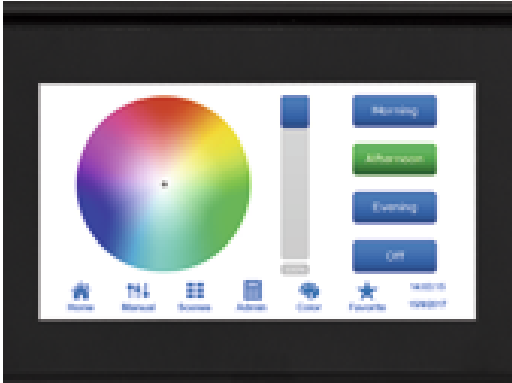 Morning
Afternoon
Evening
Off
Home
Manual
Scenes
Admin
Color
Favorite